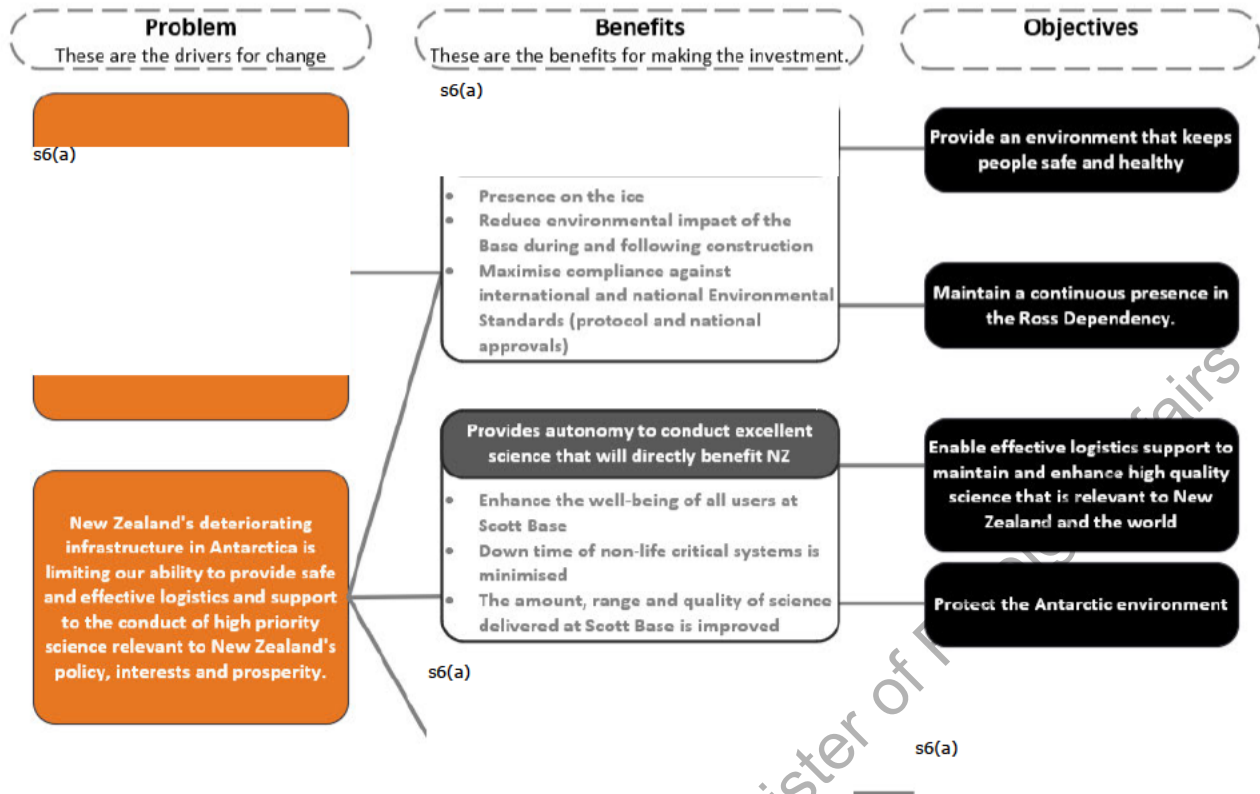 Problem
These are the drivers for change
Benefits
These are the benefits for making the investment.
Objectives
s6(a)
New Zealand's deteriorating
infrastructure in Antarctica is
limiting our ability to provide safe
and effective logistics and support
to the conduct of high priority
science relevant to New Zealand's
policy, interests and prosperity.
s6(a)
• Presence on the ice
• Reduce environmental impact of the
Base during and following construction
• Maximise compliance against
international and national Environmental
Standards (protocol and national
approvals)
Provides autonomy to conduct excellent
science that will directly benefit NZ
• Enhance the well-being of all users at
Scott Base
• Down time of non-life critical systems is
minimised
• The amount, range and quality of science
delivered at Scott Base is improved
s6(a)
Provide an environment that keeps
people safe and healthy
Maintain a continuous presence in
the Ross Dependency.
Enable effective logistics support to
maintain and enhance high quality
science that is relevant to New
Zealand and the world
Protect the Antarctic environment
s6(a)
of